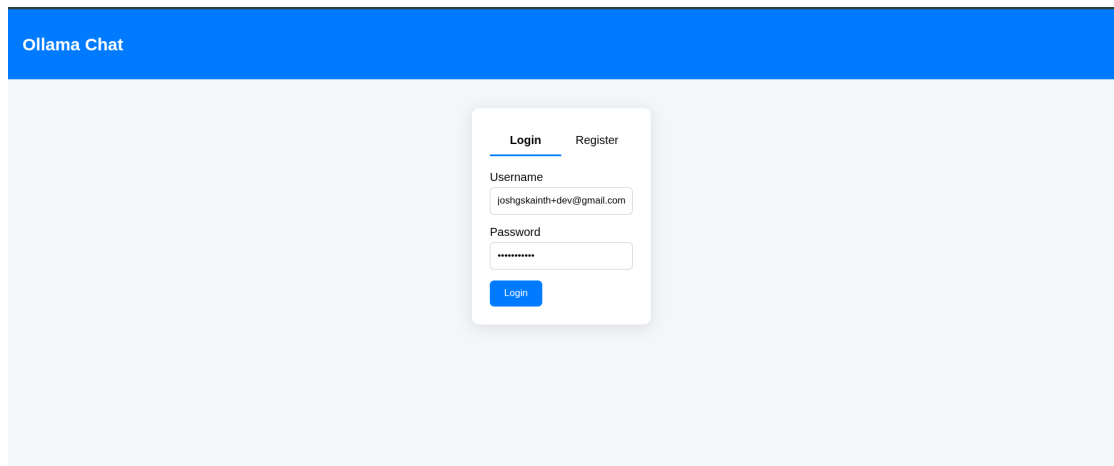 Ollama Chat
Login Register
Username
joshgskainth+dev@gmail.com
Password
•••••••••••
Login